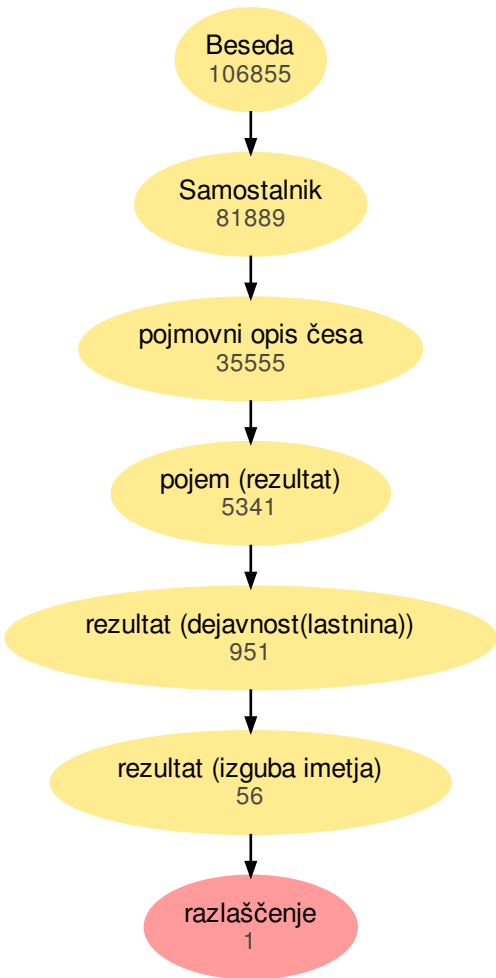 Beseda
106855
Samostalnik
81889
pojmovni opis česa
35555
pojem (rezultat)
5341
rezultat (dejavnost(lastnina))
951
rezultat (izguba imetja)
56
razlaščenje
1